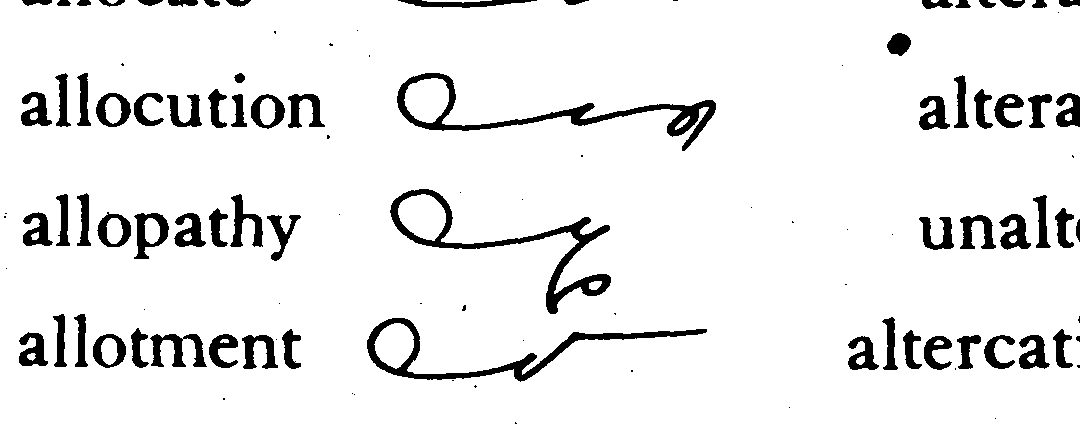 allocution altera
allopathy unalt
allotment altercati